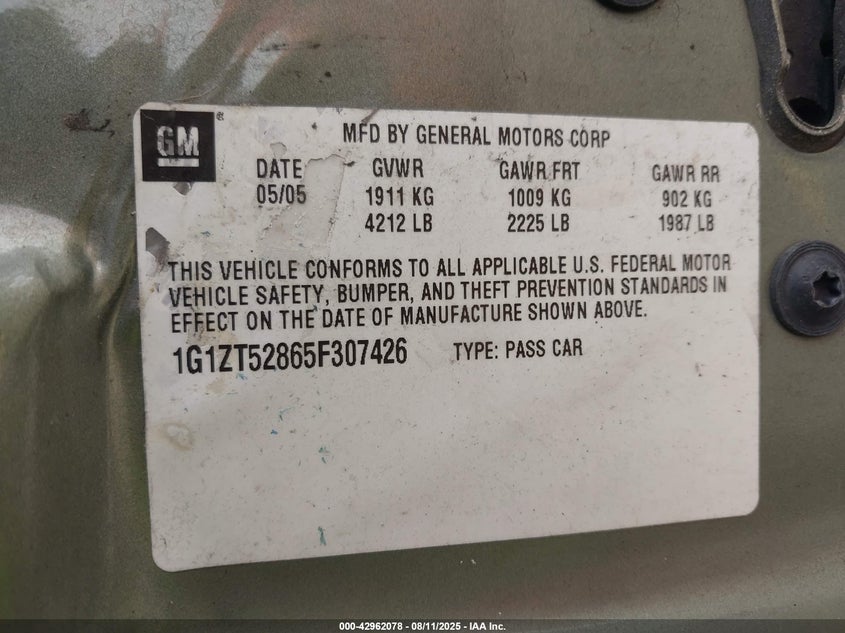 GM
MFD BY GENERAL MOTORS CORP
DATE GVWR GAWR FRT GAWR RR
05/05 1911 KG 1009 KG 902 KG
4212 LB 2225 LB 1987 LB
THIS VEHICLE CONFORMS TO ALL APPLICABLE U.S. FEDERAL MOTOR
VEHICLE SAFETY, BUMPER, AND THEFT PREVENTION STANDARDS IN
EFFECT ON THE DATE OF MANUFACTURE SHOWN ABOVE.
1G1ZT52865F307426 TYPE: PASS CAR
000-42962078 - 08/11/2025 - IAA Inc.